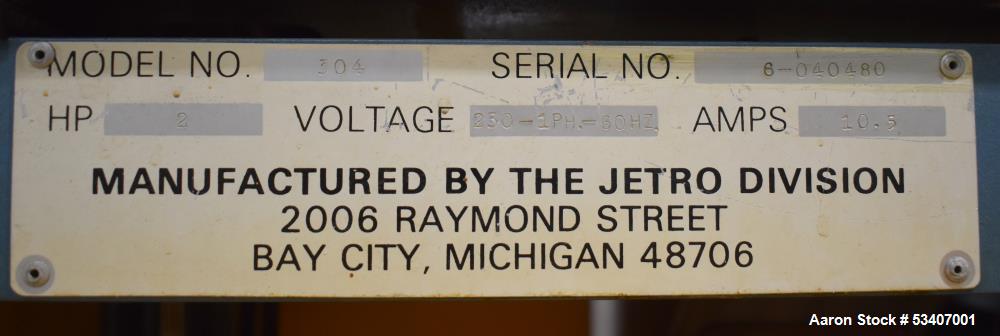 MODEL NO. 304 SERIAL NO. 6-040480
HP 2 VOLTAGE 230-1PH.-60HZ AMPS 10.5
MANUFACTURED BY THE JETRO DIVISION
2006 RAYMOND STREET
BAY CITY, MICHIGAN 48706
Aaron Stock # 53407001